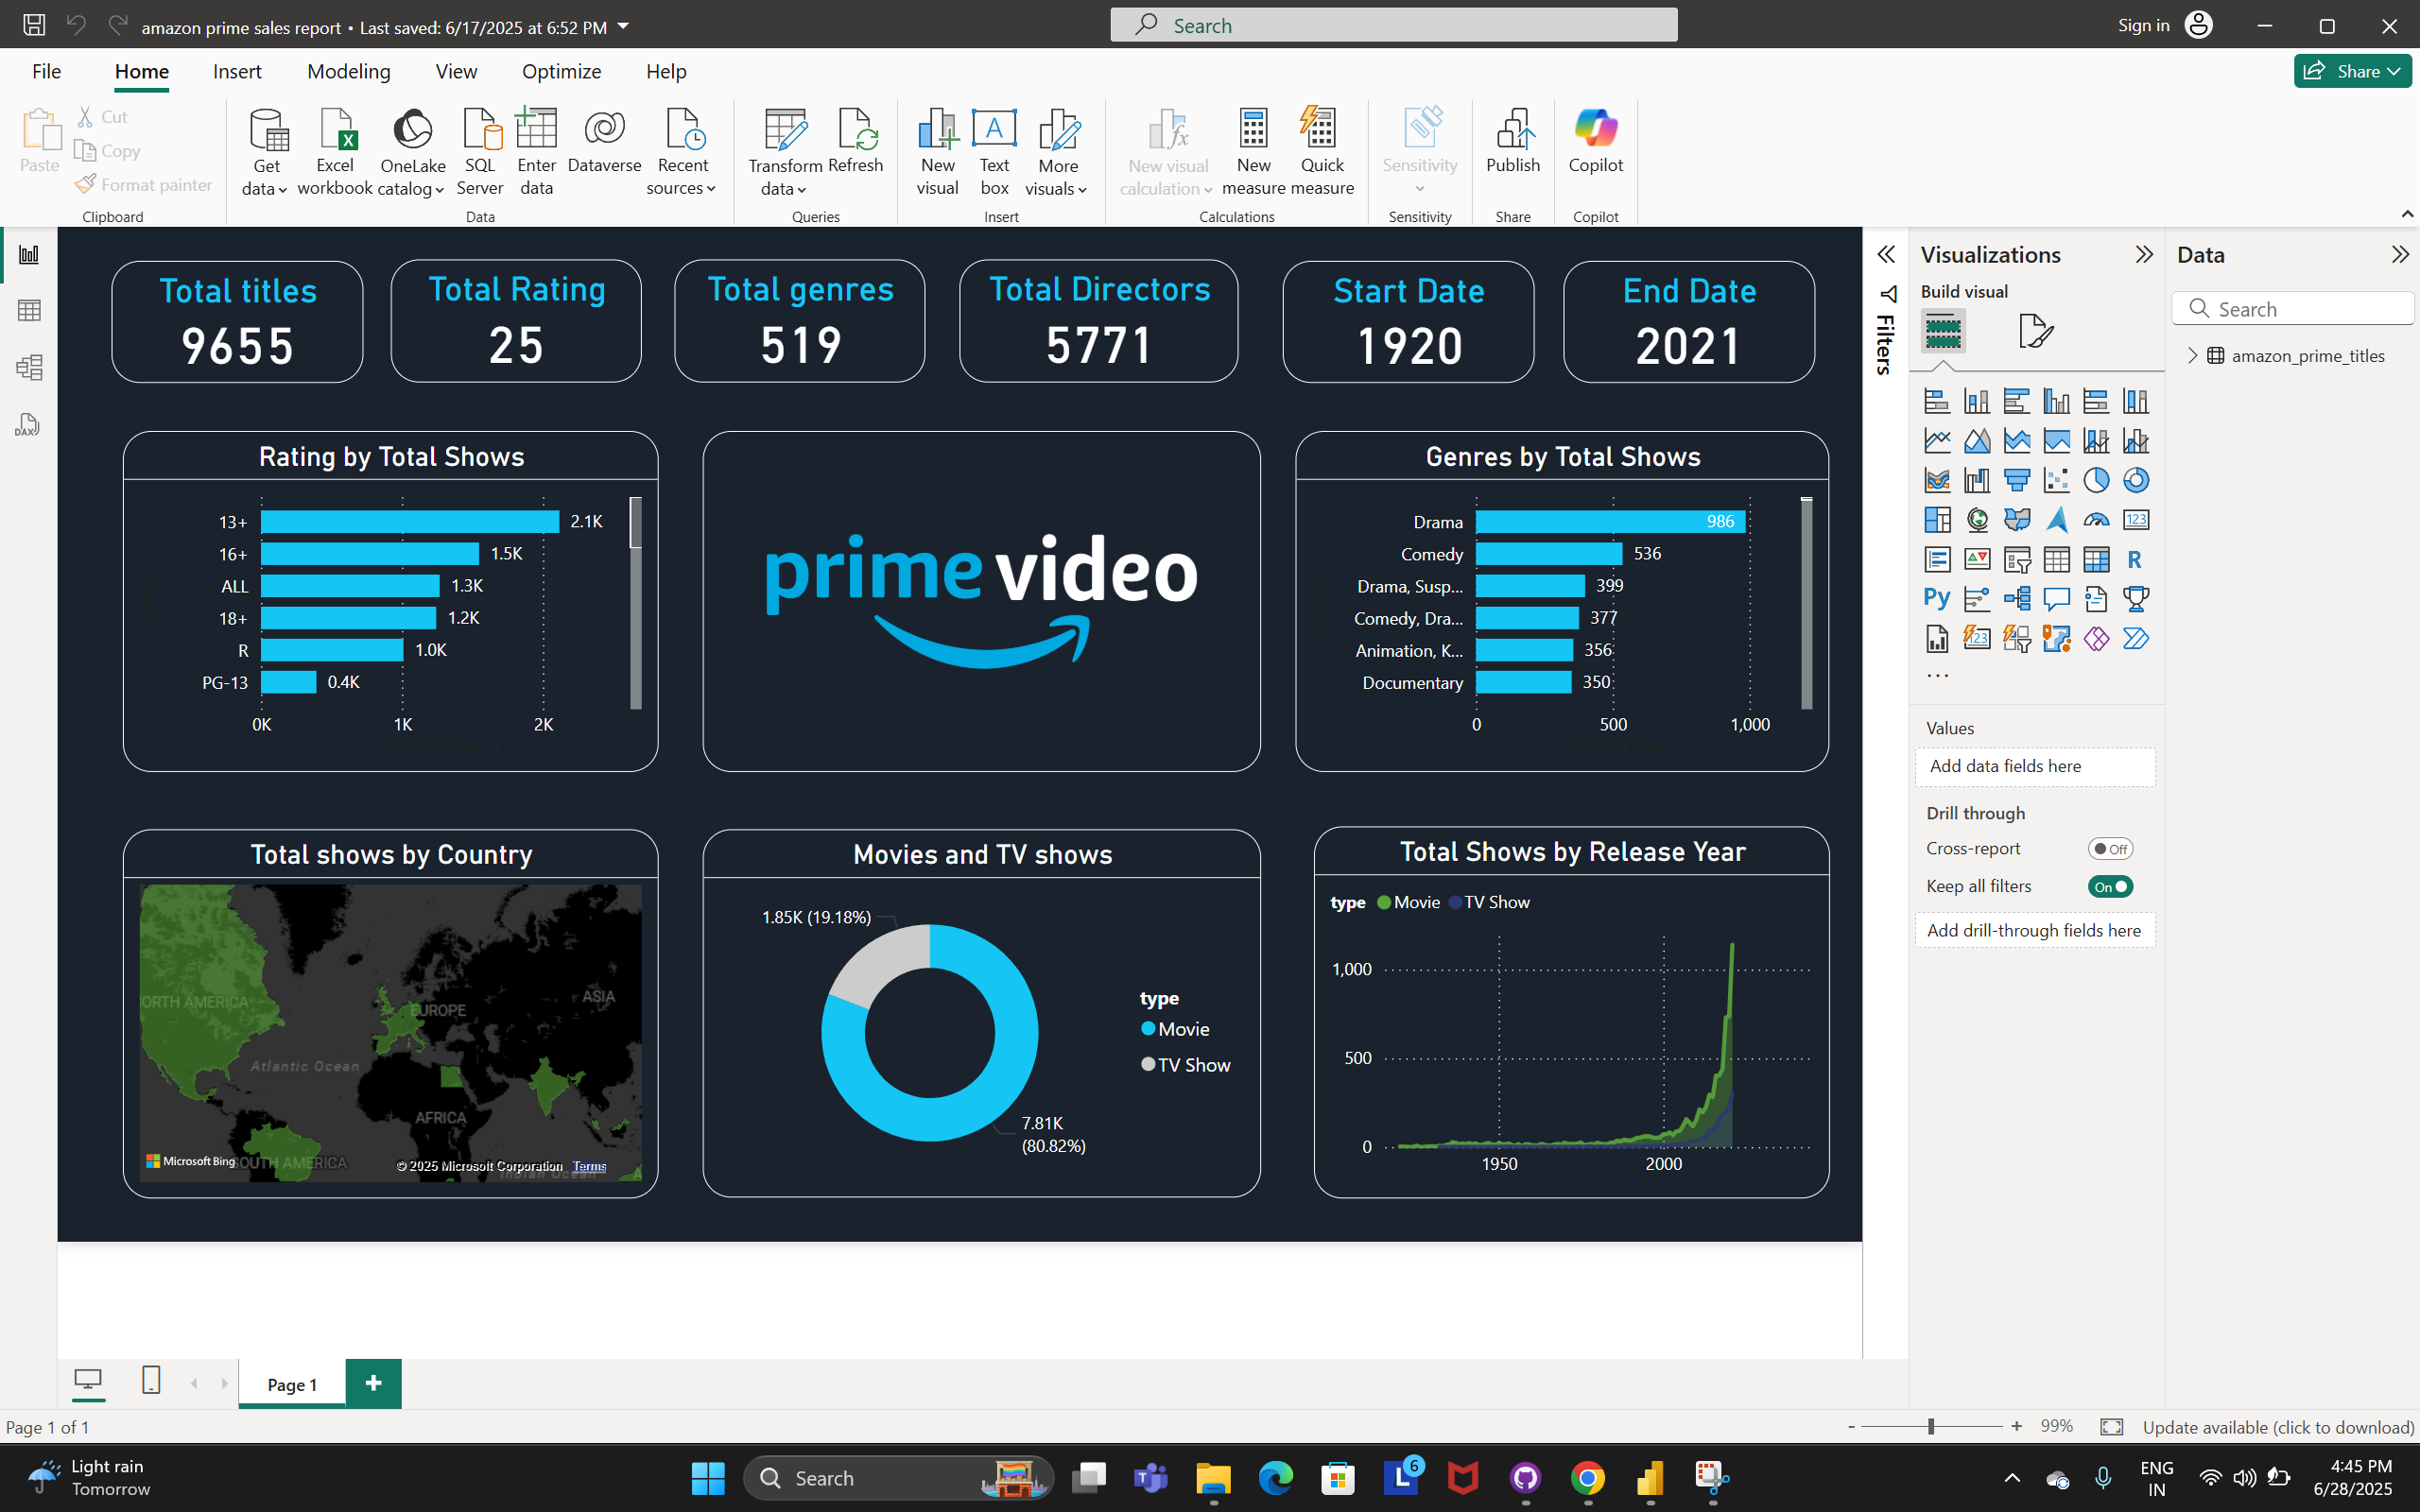 amazon prime sales report • Last saved: 6/17/2025 at 6:52 PM
Search
Sign in
File
Home
Insert
Modeling
View
Optimize
Help
Share
Paste
Cut
Copy
Format painter
Clipboard
Get data
Excel workbook
OneLake catalog
SQL Server
Enter data
Dataverse
Recent sources
Data
Transform data
Refresh
Queries
New visual
Text box
More visuals
Insert
New visual calculation
New measure
Quick measure
Calculations
Sensitivity
Sensitivity
Publish
Share
Copilot
Copilot
Total titles
9655
Total Rating
25
Total genres
519
Total Directors
5771
Start Date
1920
End Date
2021
Rating by Total Shows
13+
2.1K
16+
1.5K
ALL
1.3K
18+
1.2K
R
1.0K
PG-13
0.4K
0K
1K
2K
prime video
Genres by Total Shows
Drama
986
Comedy
536
Drama, Susp...
399
Comedy, Dra...
377
Animation, K...
356
Documentary
350
0
500
1,000
Total shows by Country
ORTH AMERICA
EUROPE
ASIA
Atlantic Ocean
AFRICA
Microsoft Bing
OUTH AMERICA
© 2025 Microsoft Corporation
Terms
Indian Ocean
Movies and TV shows
1.85K (19.18%)
7.81K
(80.82%)
type
Movie
TV Show
Total Shows by Release Year
type
Movie
TV Show
1,000
500
0
1950
2000
Filters
Visualizations
Build visual
123
R
Py
123
...
Values
Add data fields here
Drill through
Cross-report
Off
Keep all filters
On
Add drill-through fields here
Data
Search
amazon_prime_titles
DAX
Page 1
+
Page 1 of 1
-
+
99%
Update available (click to download)
Light rain
Tomorrow
Search
L
6
ENG
IN
4:45 PM
6/28/2025